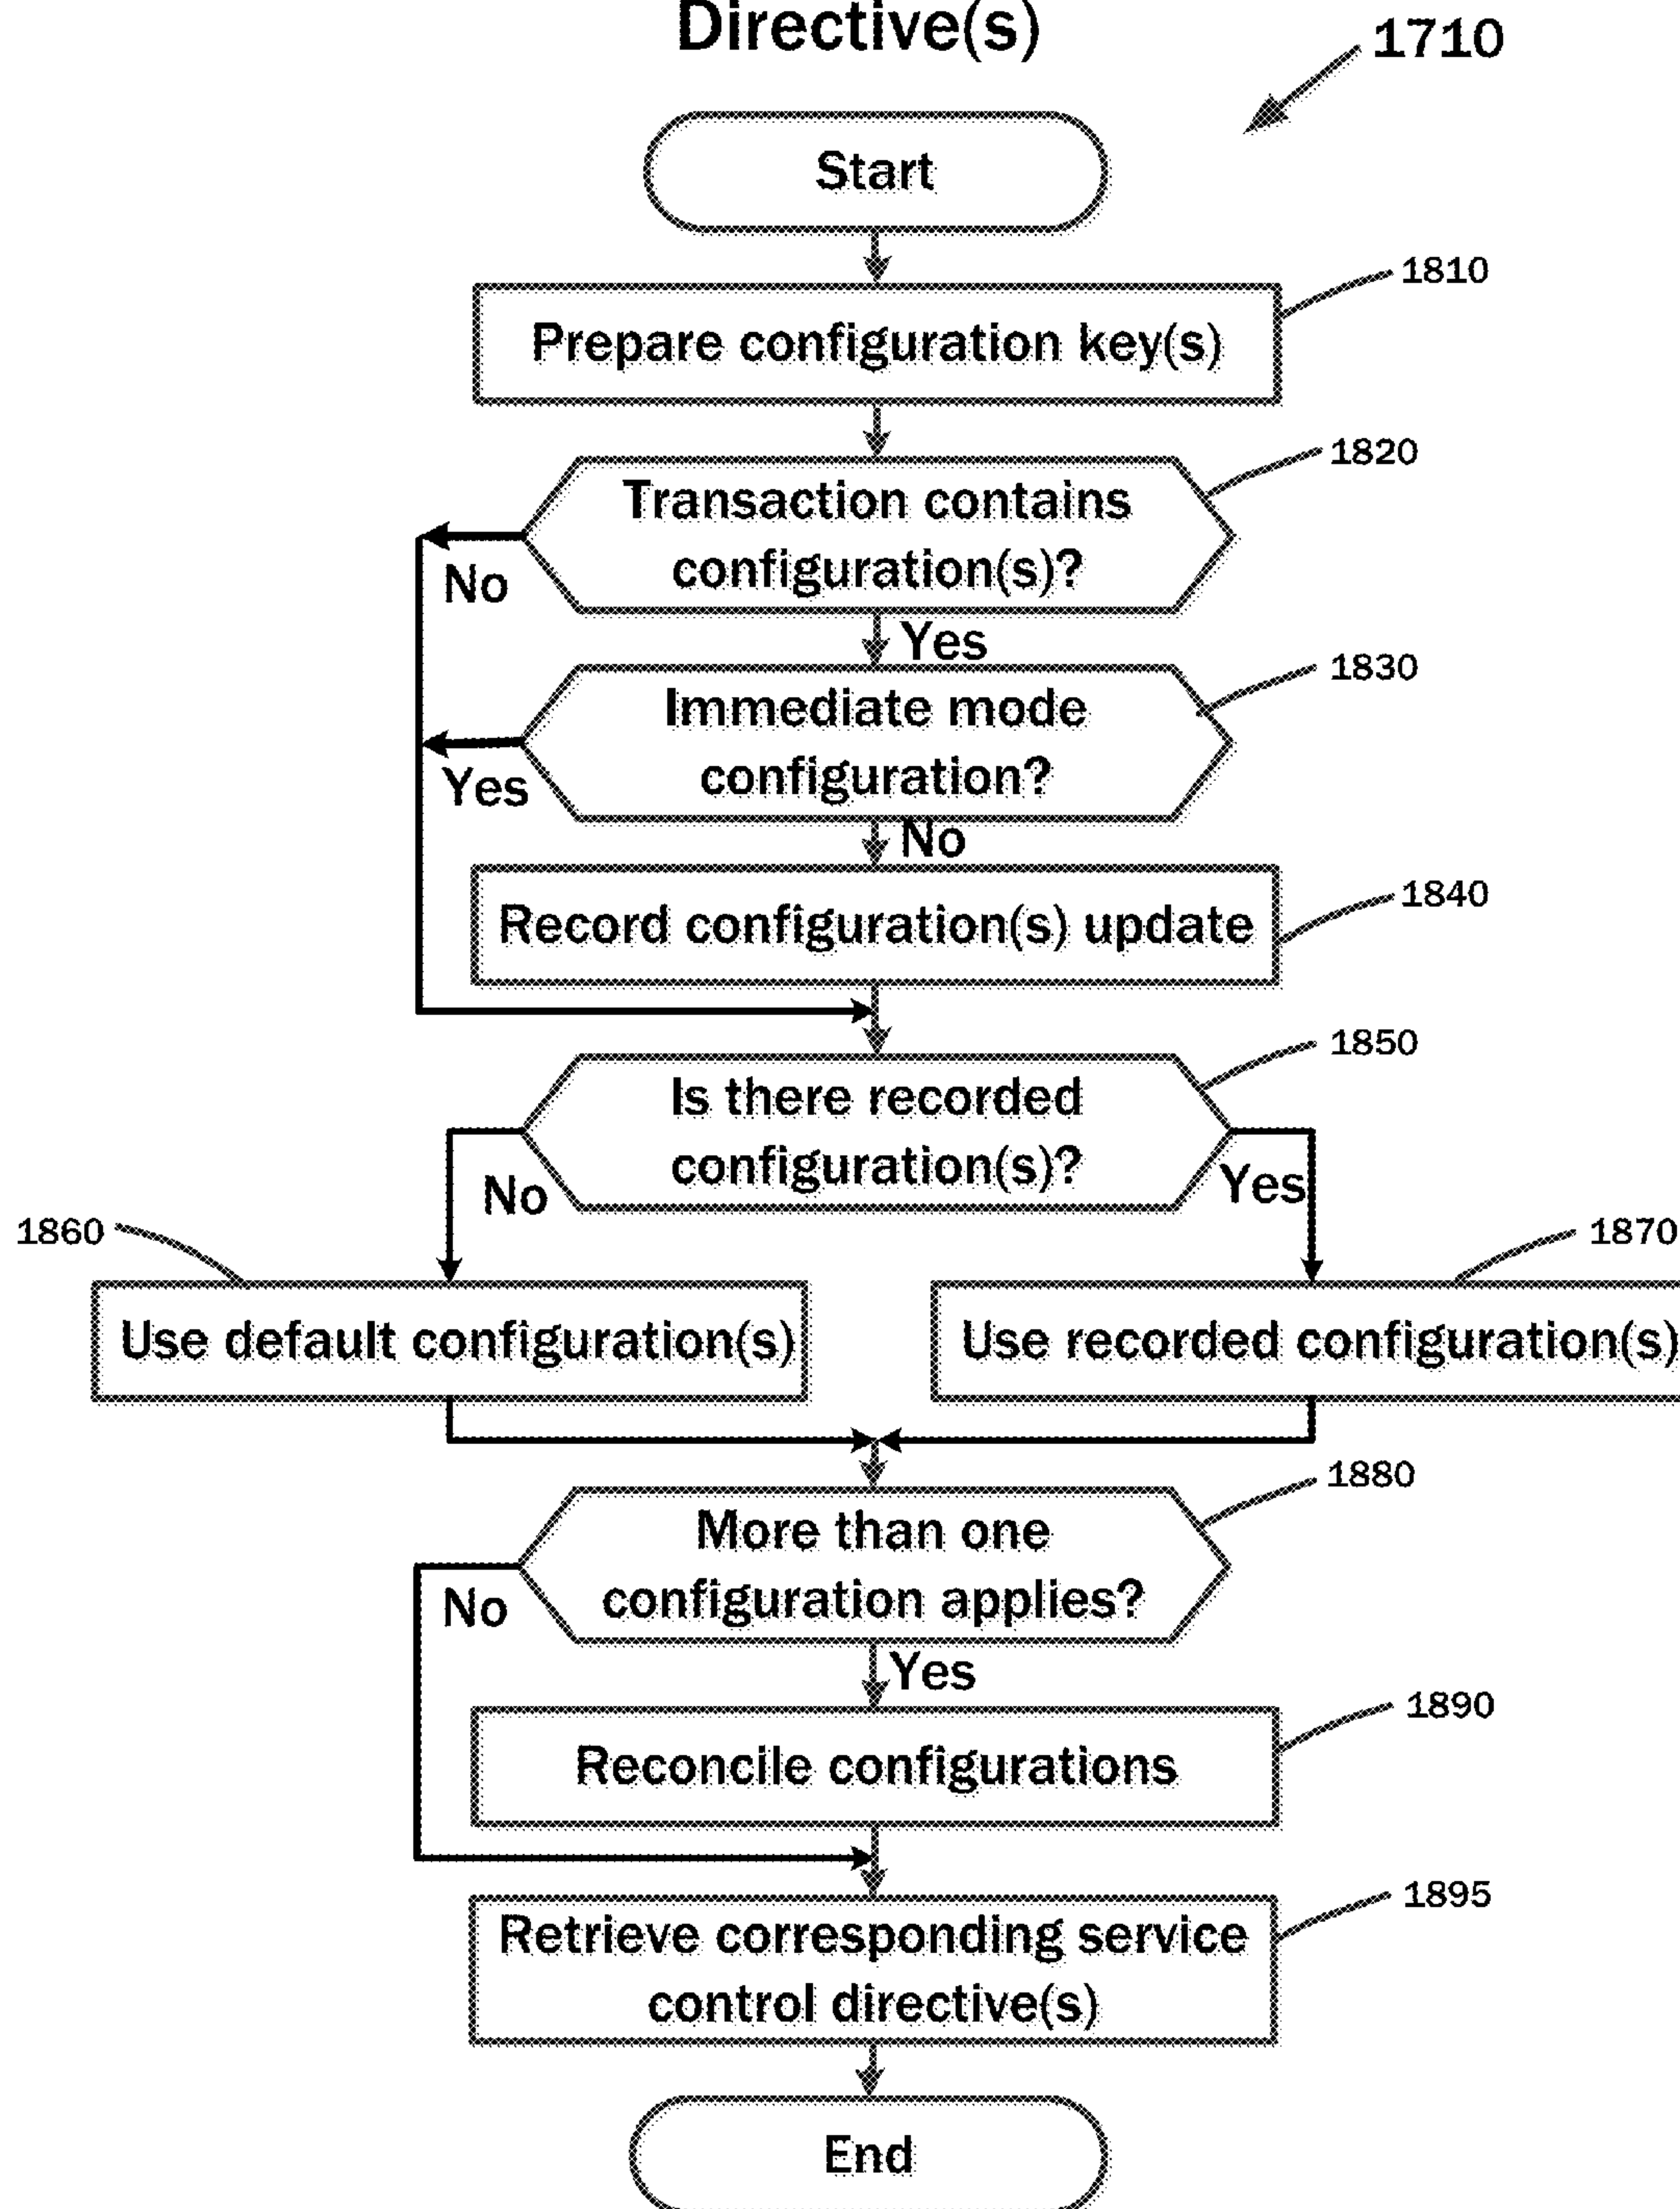 Directive(s)
1710
Start
1810
Prepare configuration key(s)
1820
Transaction contains
configuration(s)?
No
Yes
1830
Immediate mode
configuration?
Yes
No
1840
Record configuration(s) update
1850
Is there recorded
configuration(s)?
No
Yes
1860
1870
Use default configuration(s)
Use recorded configuration(s)
1880
More than one
configuration applies?
No
Yes
1890
Reconcile configurations
1895
Retrieve corresponding service
control directive(s)
End